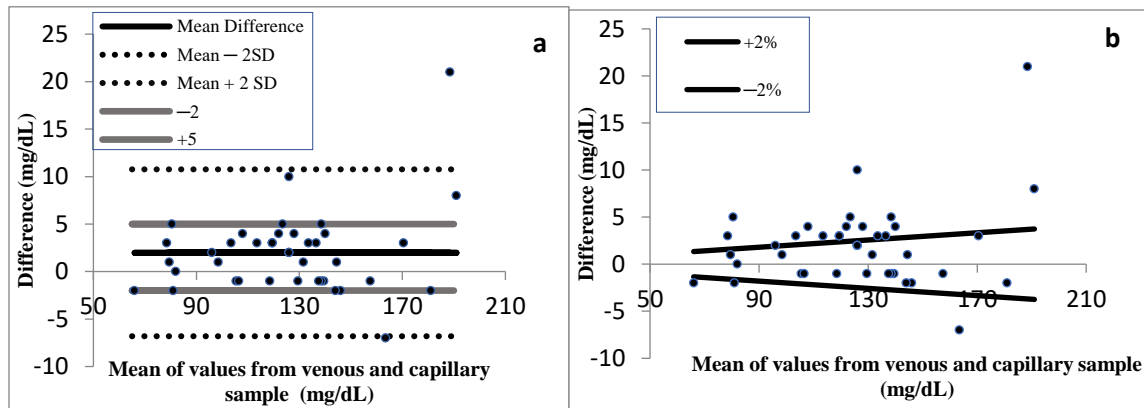 25
20
15
10
5
0
-5
-10
50
90
130
170
210
Difference (mg/dL)
Mean of values from venous and capillary
sample (mg/dL)
Mean Difference
Mean − 2SD
Mean + 2 SD
−2
+5
a
25
20
15
10
5
0
-5
-10
50
90
130
170
210
Difference (mg/dL)
Mean of values from venous and capillary sample
(mg/dL)
+2%
−2%
b